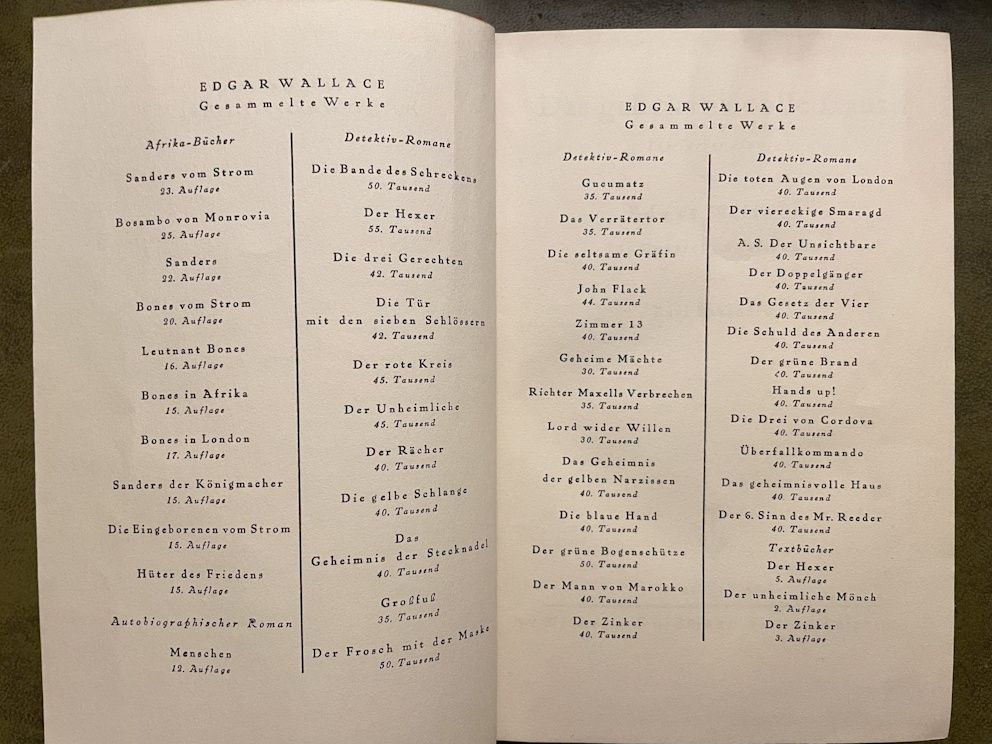 EDGAR WALLACE
Gesammelte Werke
Afrika-Bücher
Sanders vom Strom
23. Auflage
Bosambo von Monrovia
25. Auflage
Sanders
22. Auflage
Bones vom Strom
20. Auflage
Leutnant Bones
16. Auflage
Bones in Afrika
15. Auflage
Bones in London
17. Auflage
Sanders der Königmacher
15. Auflage
Die Eingeborenen vom Strom
15. Auflage
Hüter des Friedens
15. Auflage
Autobiographischer Roman
Menschen
12. Auflage
Detektiv-Romane
Die Bande des Schreckens
50. Tausend
Der Hexer
55. Tausend
Die drei Gerechten
42. Tausend
Die Tür
mit den sieben Schlössern
42. Tausend
Der rote Kreis
45. Tausend
Der Unheimliche
45. Tausend
Der Rächer
40. Tausend
Die gelbe Schlange
40. Tausend
Das
Geheimnis der Stecknadel
40. Tausend
Großfuß
35. Tausend
Der Frosch mit der Maske
50. Tausend
EDGAR WALLACE
Gesammelte Werke
Detektiv-Romane
Gucumatz
35. Tausend
Das Verrätertor
35. Tausend
Die seltsame Gräfin
40. Tausend
John Flack
44. Tausend
Zimmer 13
40. Tausend
Geheime Mächte
30. Tausend
Richter Maxells Verbrechen
35. Tausend
Lord wider Willen
30. Tausend
Das Geheimnis
der gelben Narzissen
40. Tausend
Die blaue Hand
40. Tausend
Der grüne Bogenschütze
50. Tausend
Der Mann von Marokko
40. Tausend
Der Zinker
40. Tausend
Detektiv-Romane
Die toten Augen von London
40. Tausend
Der viereckige Smaragd
40. Tausend
A. S. Der Unsichtbare
40. Tausend
Der Doppelgänger
40. Tausend
Das Gesetz der Vier
40. Tausend
Die Schuld des Anderen
40. Tausend
Der grüne Brand
40. Tausend
Hands up!
40. Tausend
Die Drei von Cordova
40. Tausend
Überfallkommando
40. Tausend
Das geheimnisvolle Haus
40. Tausend
Der 6. Sinn des Mr. Reeder
40. Tausend
Textbücher
Der Hexer
5. Auflage
Der unheimliche Mönch
2. Auflage
Der Zinker
3. Auflage